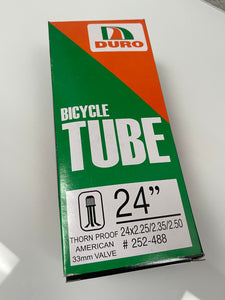 DURO
BICYCLE
TUBE
24”
THORN PROOF 24x2.25/2.35/2.50
AMERICAN # 252-488
33mm VALVE